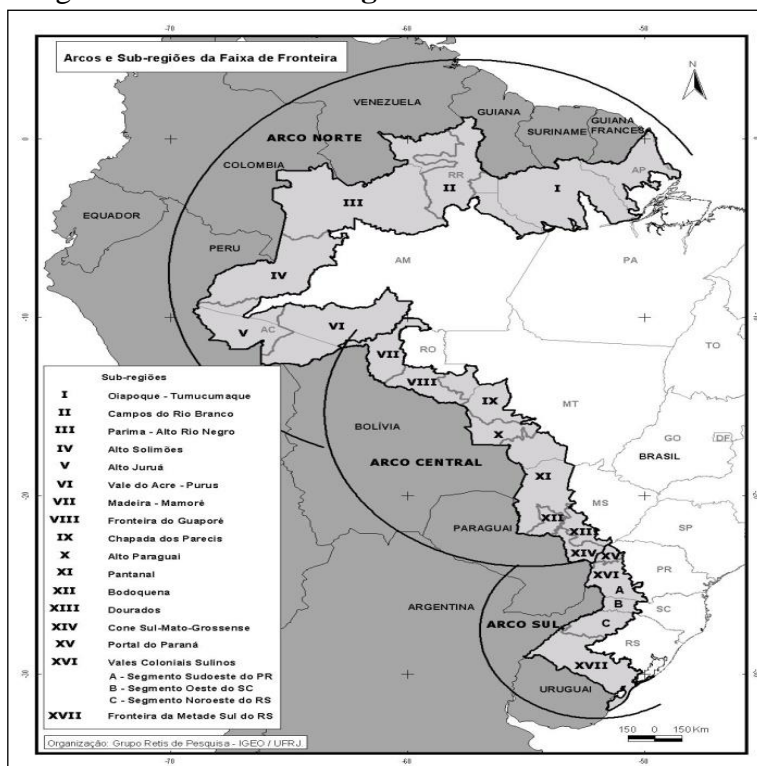 -70
-60
-50
Arcos e Sub-regiões da Faixa de Fronteira
N
VENEZUELA
GUIANA
SURINAME
GUIANA
FRANCESA
ARCO NORTE
COLOMBIA
0
0
RR
AP
EQUADOR
III
II
I
PERU
IV
AM
PA
-10
-10
V
AC
VI
VII
RO
TO
VIII
IX
MT
BOLÍVIA
X
GO
DF
BRASIL
ARCO CENTRAL
XI
-20
MS
XII
XIII
SP
PARAGUAI
XIV
XV
XVI
PR
A
ARGENTINA
B
SC
ARCO SUL
C
RS
XVII
-30
URUGUAI
Sub-regiões
I Oiapoque - Tumucumaque
II Campos do Rio Branco
III Parima - Alto Rio Negro
IV Alto Solimões
V Alto Juruá
VI Vale do Acre - Purus
VII Madeira - Mamoré
VIII Fronteira do Guaporé
IX Chapada dos Parecis
X Alto Paraguai
XI Pantanal
XII Bodoquena
XIII Dourados
XIV Cone Sul-Mato-Grossense
XV Portal do Paraná
XVI Vales Coloniais Sulinos
A - Segmento Sudoeste do PR
B - Segmento Oeste do SC
C - Segmento Noroeste do RS
XVII Fronteira da Metade Sul do RS
150 0 150 Km
Organização: Grupo Retis de Pesquisa - IGEO / UFRJ
-70
-60
-50